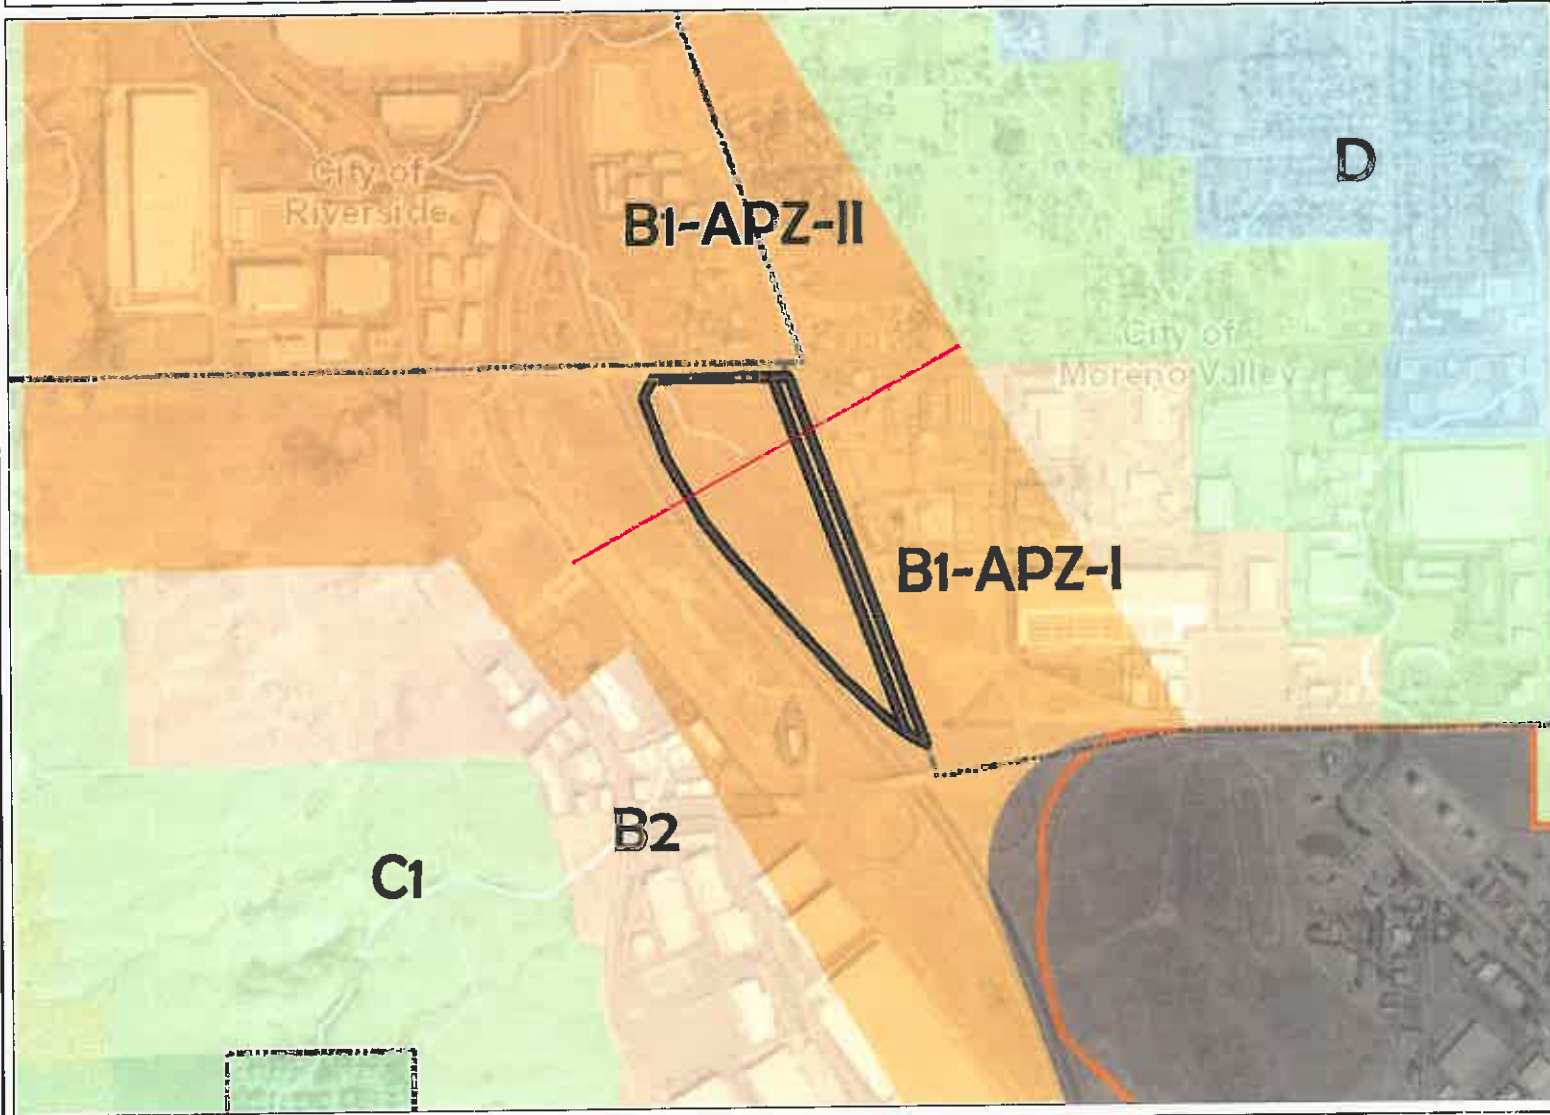 D
City of
Riverside
B1-APZ-II
City of
Moreno Valley
B1-APZ-I
B2
C1